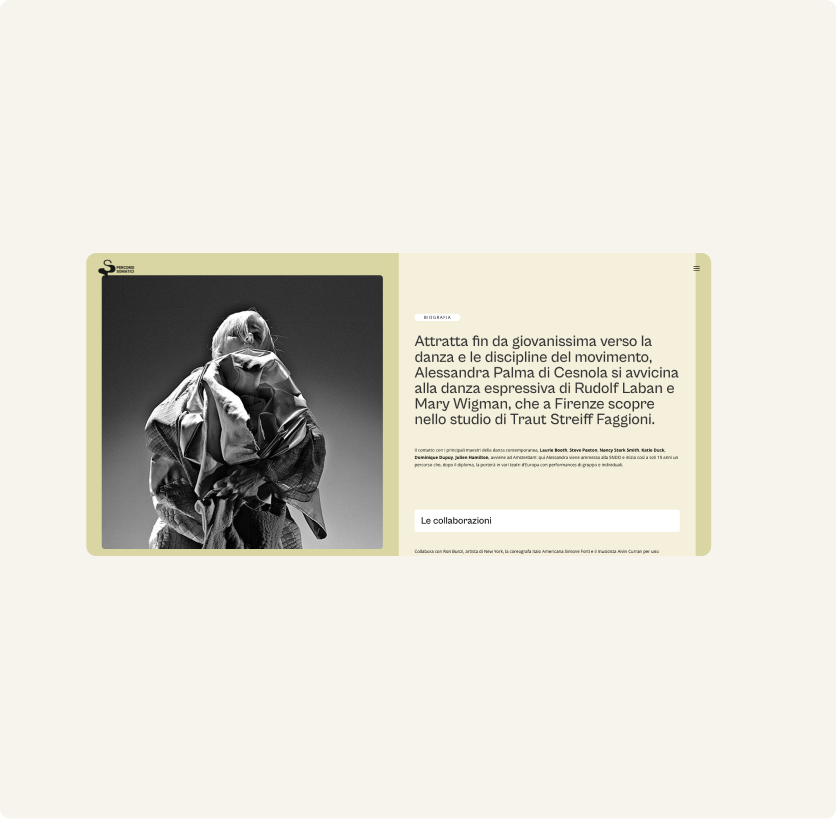 PERCORSI
SOMATICI
BIOGRAFIA
Attratta fin da giovanissima verso la
danza e le discipline del movimento,
Alessandra Palma di Cesnola si avvicina
alla danza espressiva di Rudolf Laban e
Mary Wigman, che a Firenze scopre
nello studio di Traut Streiff Faggioni.
Il contatto con i principali maestri della danza contemporanea, Laurie Booth, Steve Paxton, Nancy Stark Smith, Katie Duck,
Dominique Dupuy, Julien Hamilton, avviene ad Amsterdam: qui Alessandra viene ammessa alla SNDO e inizia così a soli 19 anni un
percorso che, dopo il diploma, la porterà in vari teatri d'Europa con performances di gruppo e individuali.
Le collaborazioni
Collabora con Ron Bunzl, artista di New York, la coreografa Italo Americana Simone Forti e il musicista Alvin Curran per uso